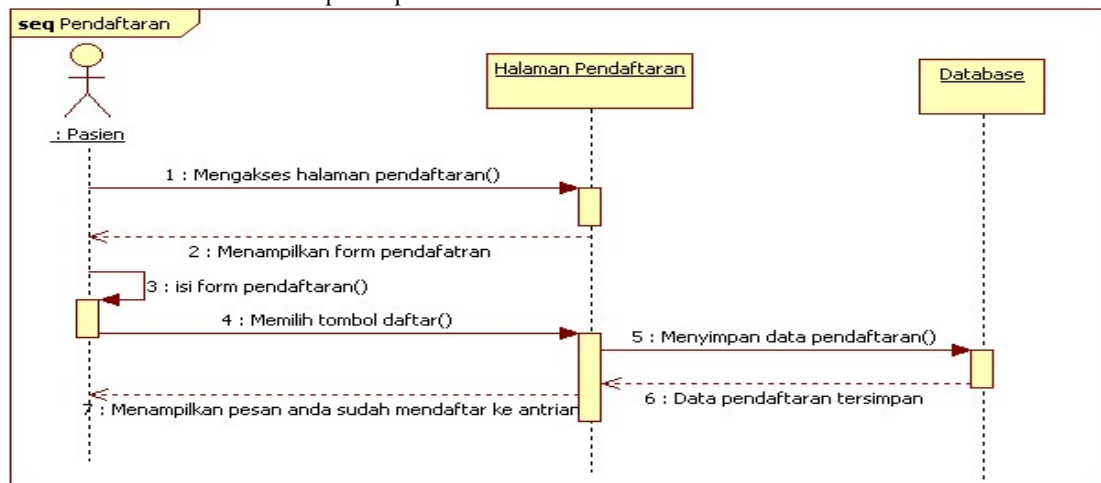 seq Pendaftaran
Halaman Pendaftaran
Database
: Pasien
1 : Mengakses halaman pendaftaran()
2 : Menampilkan form pendafatran
3 : isi form pendaftaran()
4 : Memilih tombol daftar()
5 : Menyimpan data pendaftaran()
6 : Data pendaftaran tersimpan
7 : Menampilkan pesan anda sudah mendaftar ke antrian